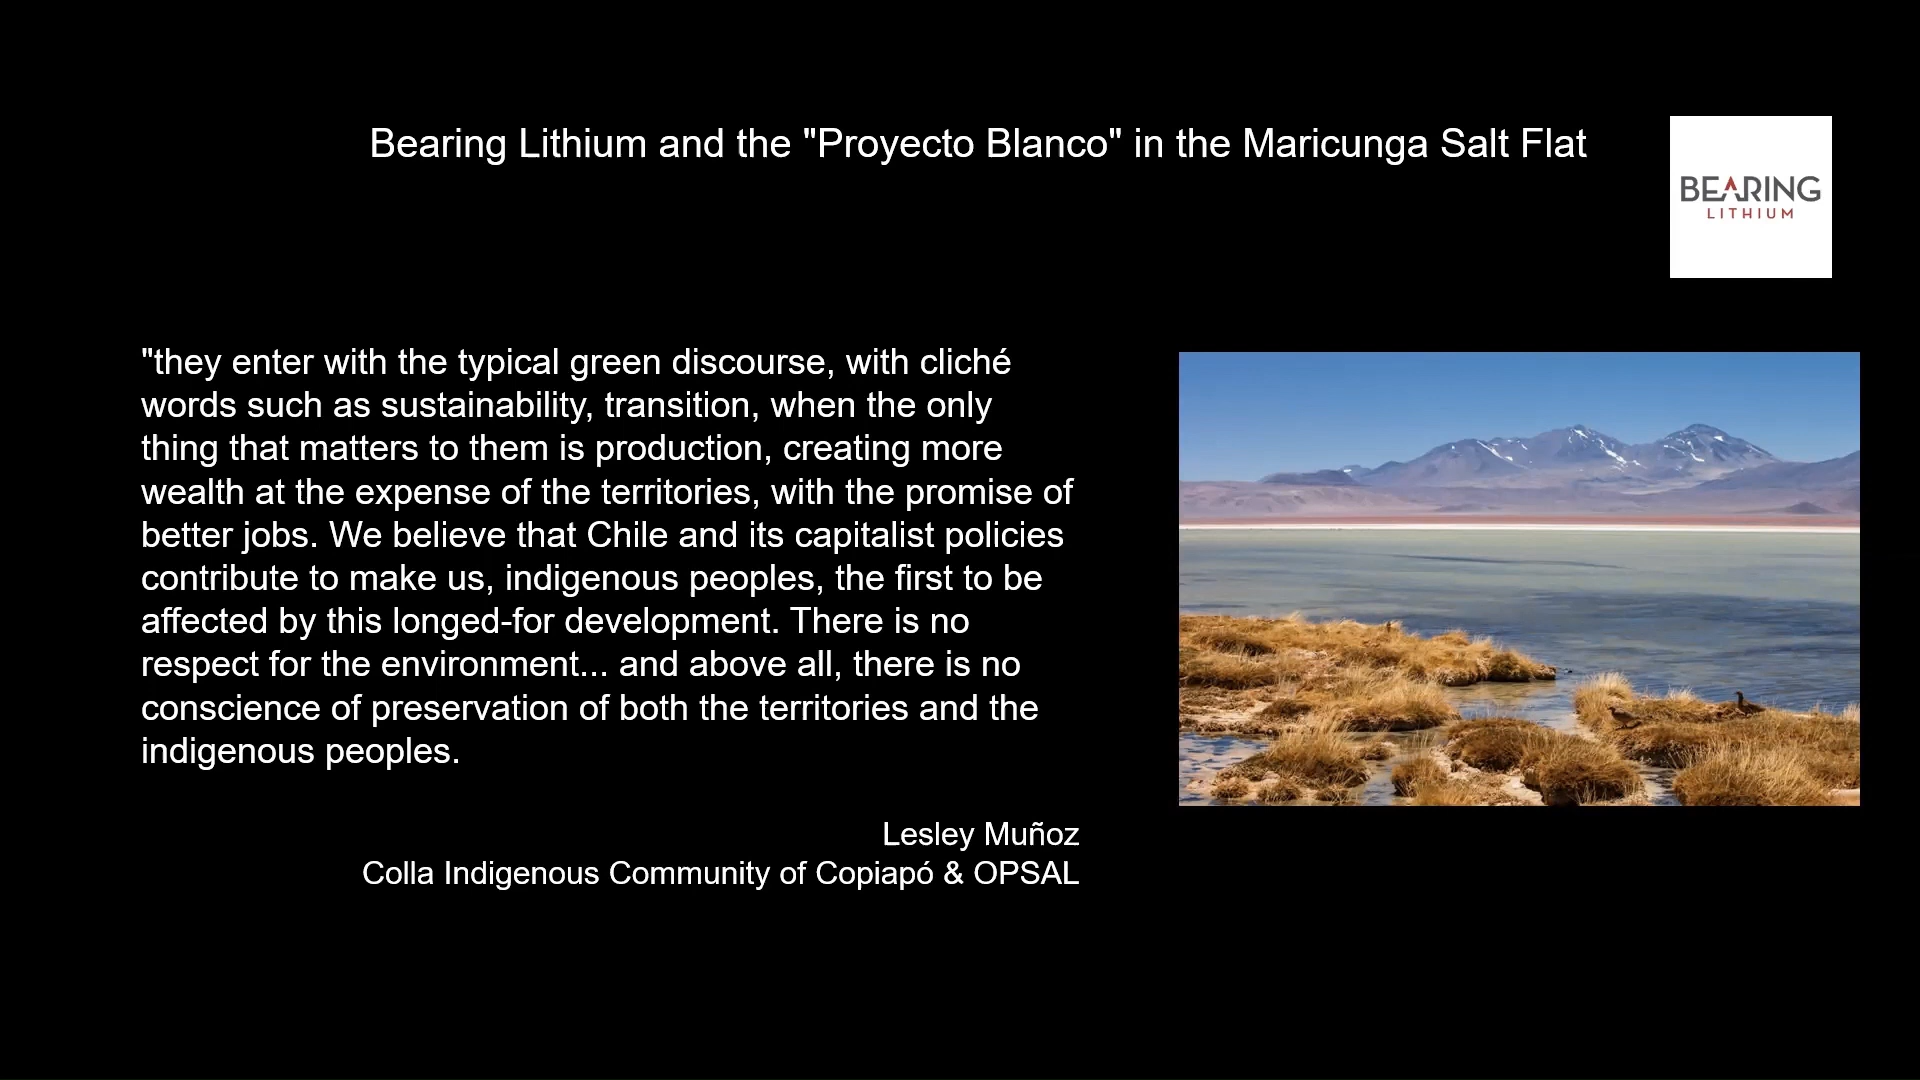 Bearing Lithium and the "Proyecto Blanco" in the Maricunga Salt Flat
BEARING
LITHIUM
"they enter with the typical green discourse, with cliché
words such as sustainability, transition, when the only
thing that matters to them is production, creating more
wealth at the expense of the territories, with the promise of
better jobs. We believe that Chile and its capitalist policies
contribute to make us, indigenous peoples, the first to be
affected by this longed-for development. There is no
respect for the environment... and above all, there is no
conscience of preservation of both the territories and the
indigenous peoples.
Lesley Muñoz
Colla Indigenous Community of Copiapó & OPSAL